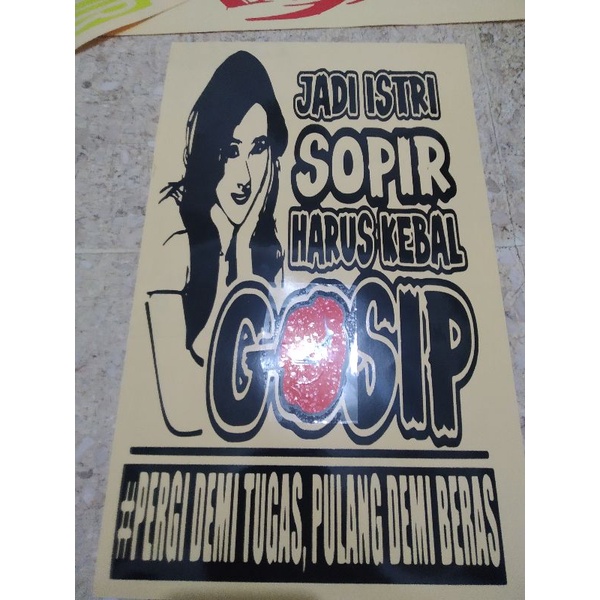 JADI ISTRI
SOPIR
HARUS KEBAL
GOSIP
#PERGI DEMI TUGAS, PULANG DEMI BERAS